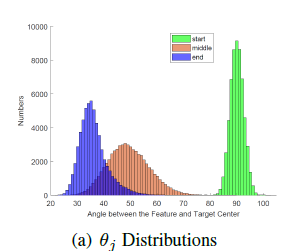 start
middle
end
10000
8000
6000
4000
2000
0
Numbers
20 30 40 50 60 70 80 90 100
Angle between the Feature and Target Center
(a) θj Distributions